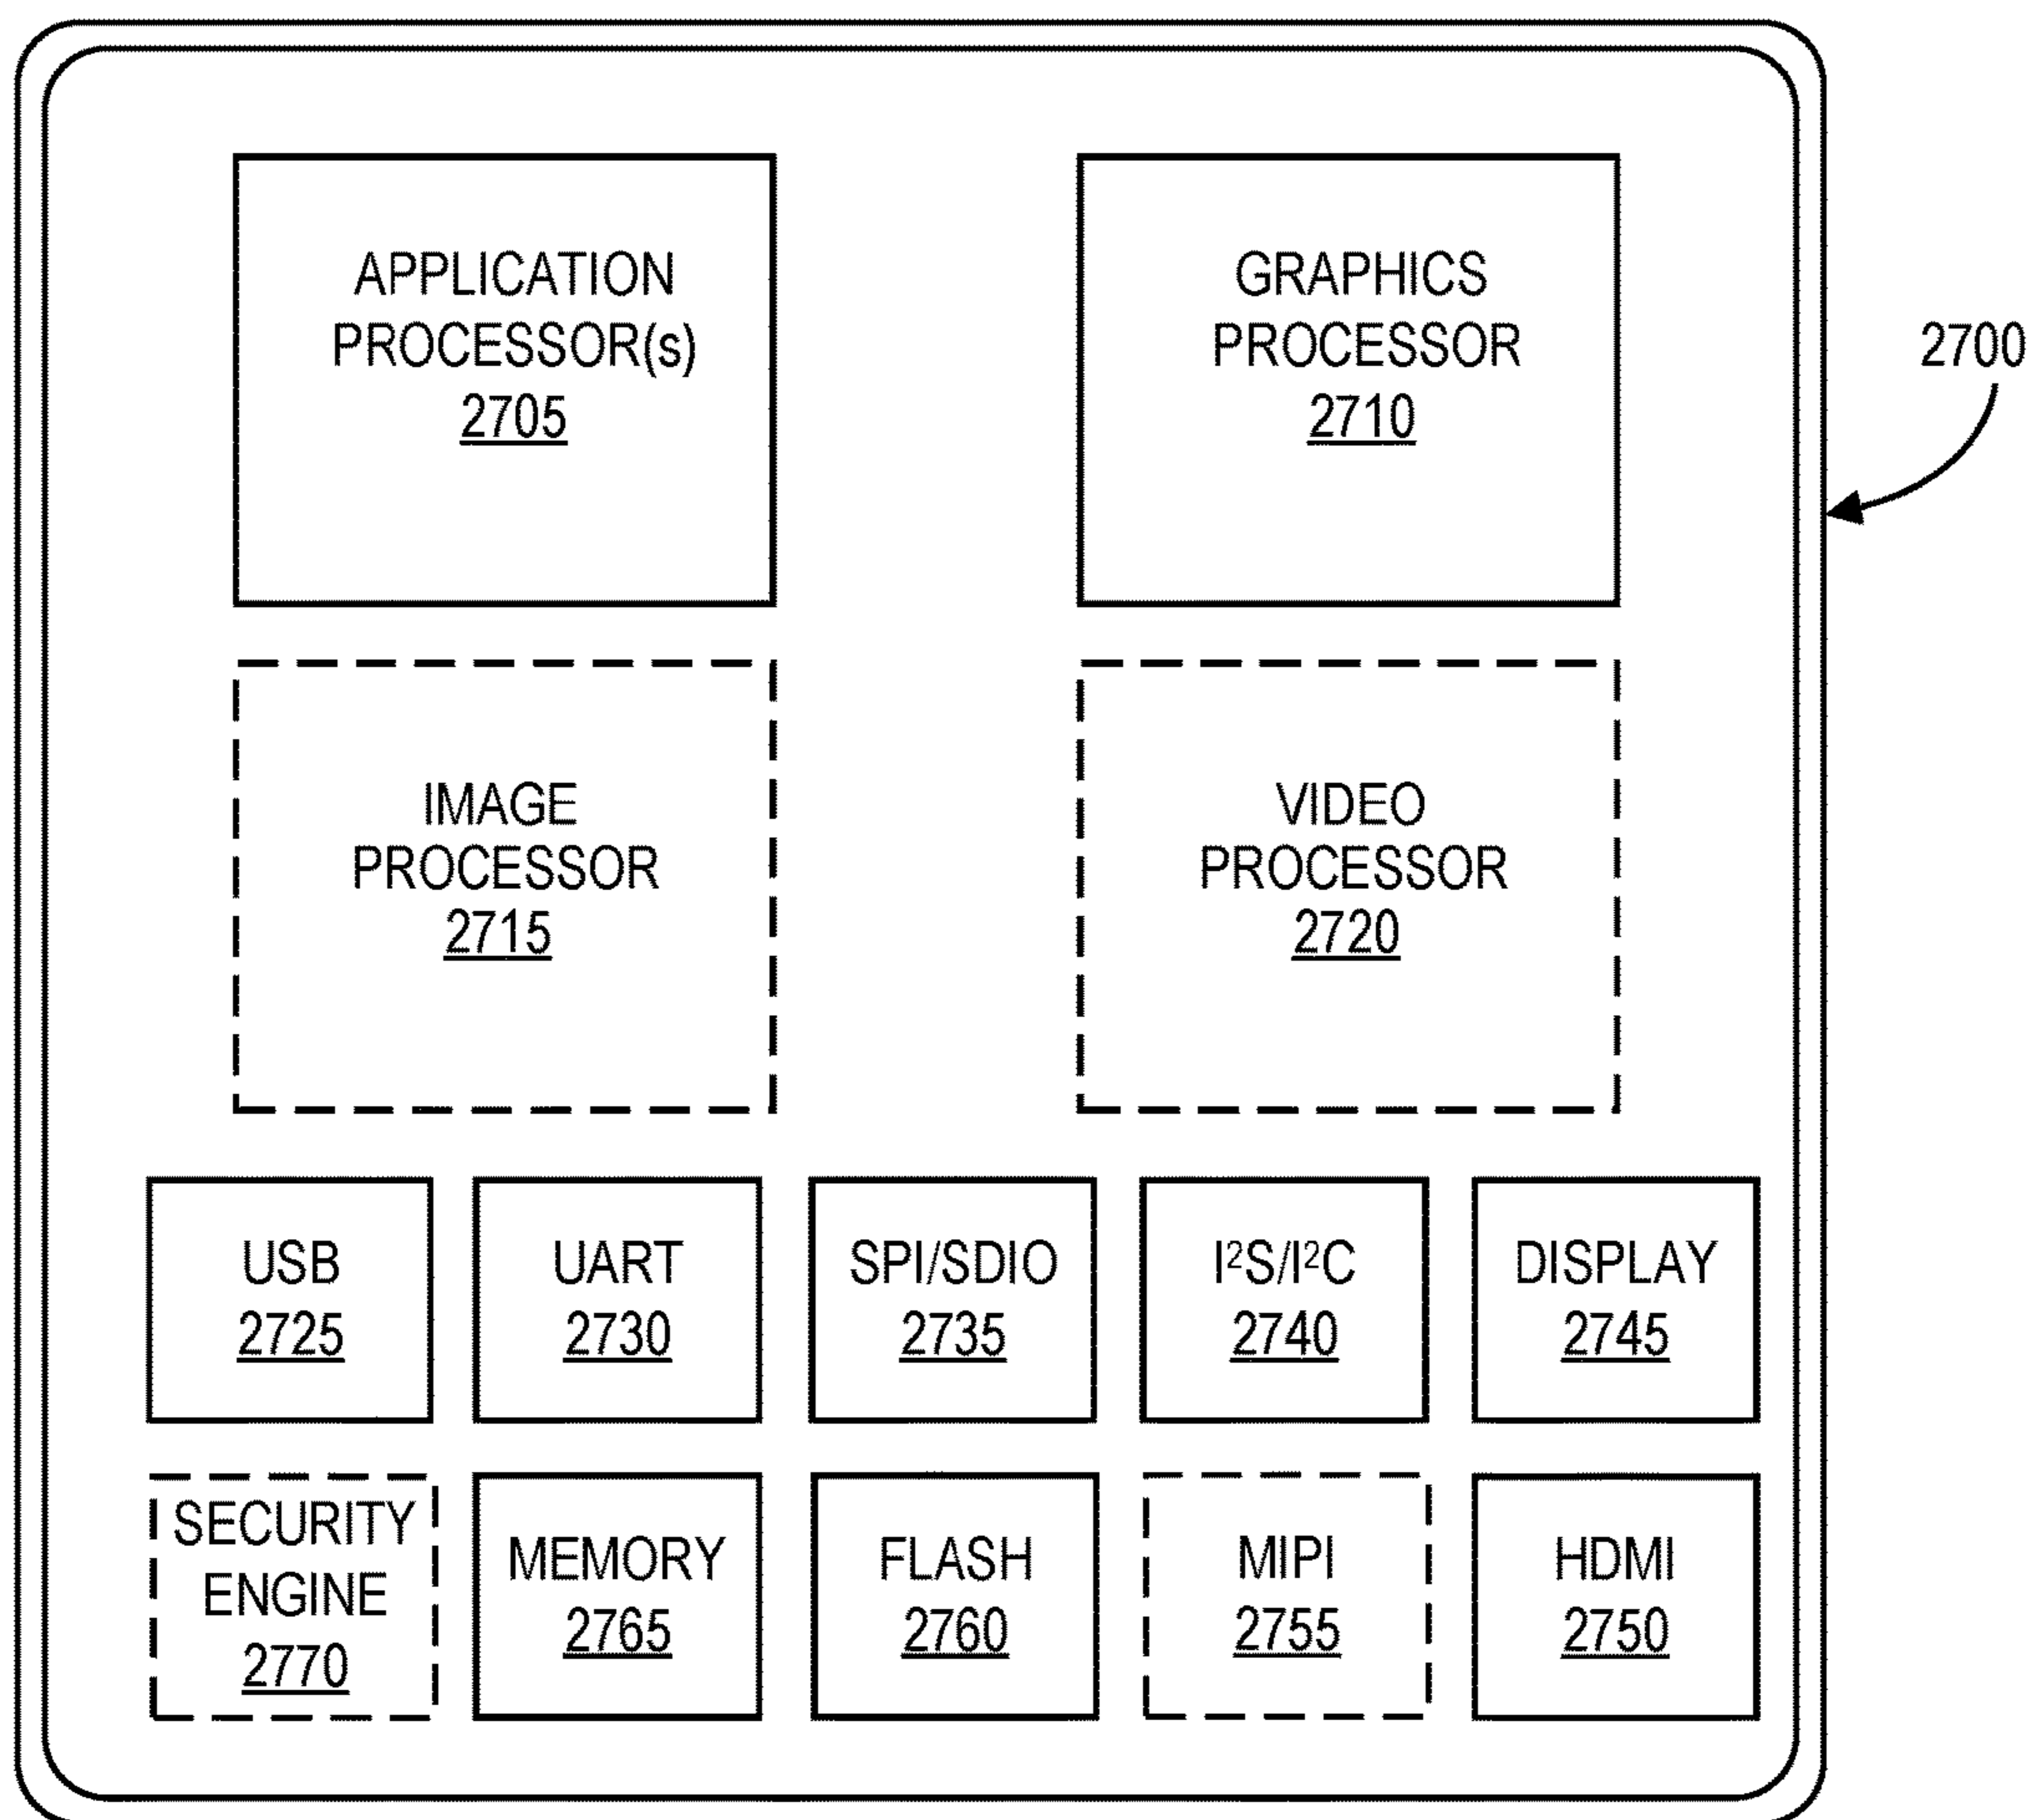 APPLICATION
PROCESSOR(s)
2705
GRAPHICS
PROCESSOR
2710
2700
IMAGE
PROCESSOR
2715
VIDEO
PROCESSOR
2720
USB
2725
UART
2730
SPI/SDIO
2735
I²S/I²C
2740
DISPLAY
2745
SECURITY
ENGINE
2770
MEMORY
2765
FLASH
2760
MIPI
2755
HDMI
2750